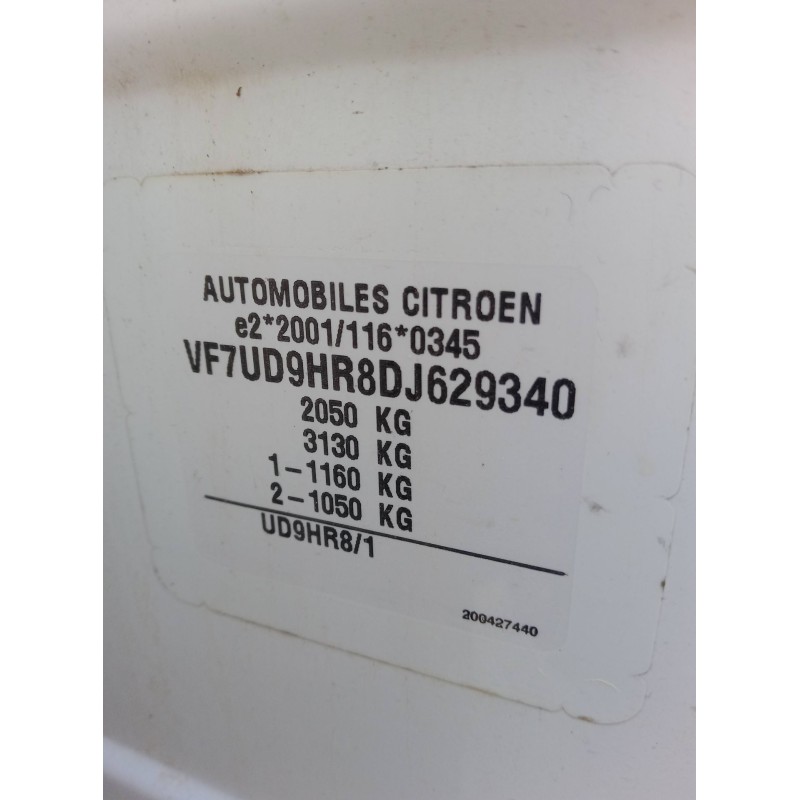 AUTOMOBILES CITROEN
e2*2001/116*0345
VF7UD9HR8DJ629340
2050 KG
3130 KG
1-1160 KG
2-1050 KG
UD9HR8/1
200427440